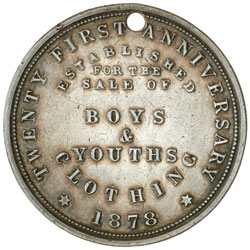 TWENTY FIRST ANNIVERSARY
ESTABLISHED
FOR THE
SALE OF
BOYS
&
YOUTHS
CLOTHING
1878